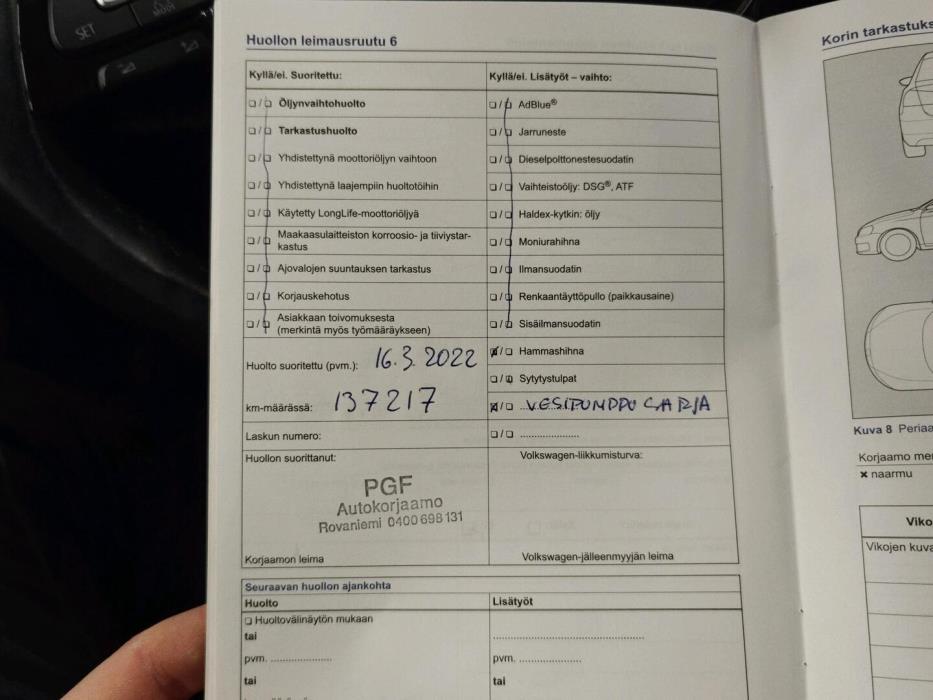 SET
Huollon leimausruutu 6
Kyllä/ei. Suoritettu:
☐/☐ Öljynvaihtohuolto
☐/☐ Tarkastushuolto
☐/☐ Yhdistettynä moottoriöljyn vaihtoon
☐/☐ Yhdistettynä laajempiin huoltotöihin
☐/☐ Käytetty LongLife-moottoriöljyä
☐/☐ Maakaasulaitteiston korroosio- ja tiiviystar-
kastus
☐/☐ Ajovalojen suuntauksen tarkastus
☐/☐ Korjauskehotus
☐/☐ Asiakkaan toivomuksesta
(merkintä myös työmääräykseen)
Huolto suoritettu (pvm.): 16.3.2022
km-määrässä: 137217
Laskun numero:
Huollon suorittanut:
PGF
Autokorjaamo
Rovaniemi 0400 698 131
Korjaamon leima
Kyllä/ei. Lisätyöt – vaihto:
☐/☐ AdBlue®
☐/☐ Jarruneste
☐/☐ Dieselpolttonestesuodatin
☐/☐ Vaihteistoöljy: DSG®, ATF
☐/☐ Haldex-kytkin: öljy
☐/☐ Moniurahihna
☐/☐ Ilmansuodatin
☐/☐ Renkaantäyttöpullo (paikkausaine)
☐/☐ Sisäilmansuodatin
☒/☐ Hammashihna
☐/☐ Sytytystulpat
☒/☐ VESIPUMPPU SARJA
☐/☐ ....................
Volkswagen-liikkumisturva:
Volkswagen-jälleenmyyjän leima
Seuraavan huollon ajankohta
Huolto
☐ Huoltovälinäytön mukaan
tai
pvm. ....................
tai
Lisätyöt
..................................................
pvm. ....................
tai
Korin tarkastuks
Kuva 8 Periaa
Korjaamo mer
× naarmu
Viko
Vikojen kuva